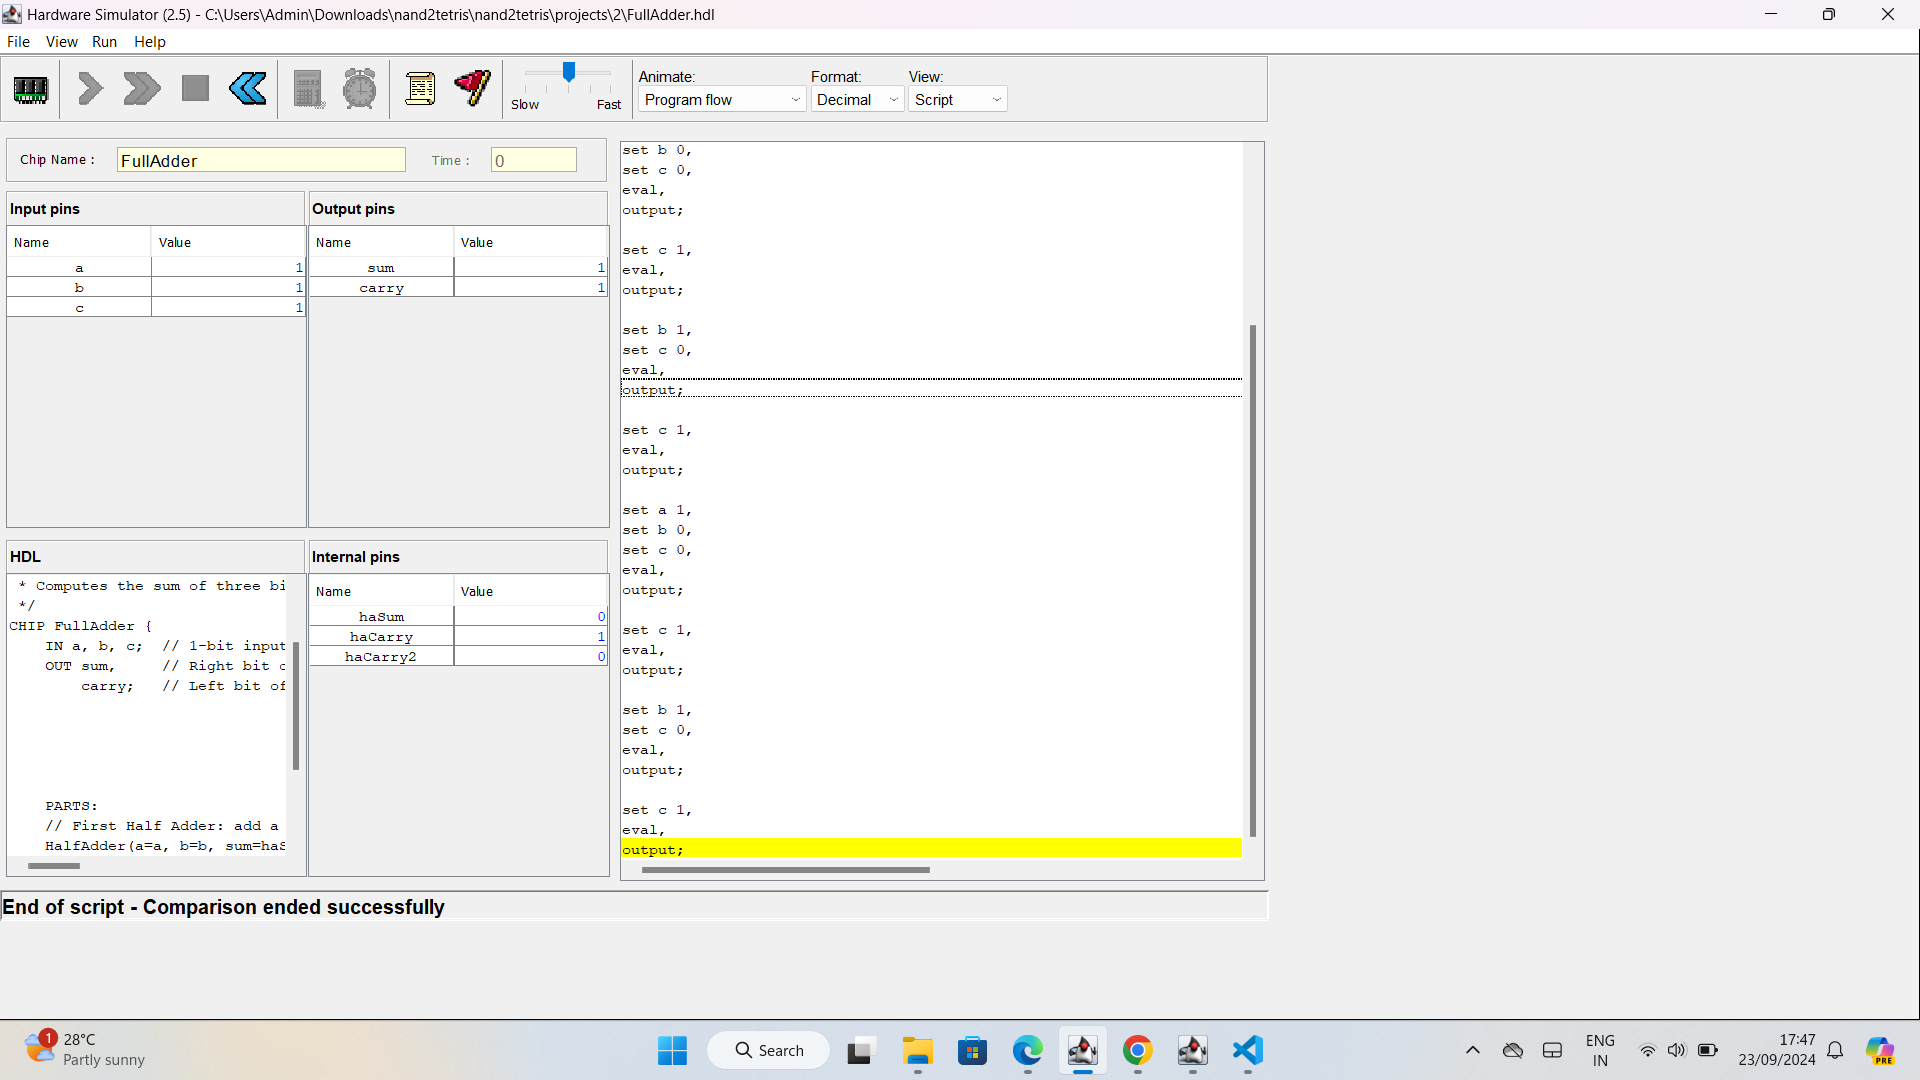 Hardware Simulator (2.5) - C:\Users\Admin\Downloads\nand2tetris\nand2tetris\projects\2\FullAdder.hdl
File View Run Help
Slow Fast
Animate: Format: View:
Program flow Decimal Script
Chip Name : FullAdder Time : 0
Input pins
Name Value
a 1
b 1
c 1
Output pins
Name Value
sum 1
carry 1
HDL
* Computes the sum of three bi
*/
CHIP FullAdder {
IN a, b, c; // 1-bit input
OUT sum, // Right bit o
carry; // Left bit of
PARTS:
// First Half Adder: add a
HalfAdder(a=a, b=b, sum=haS
Internal pins
Name Value
haSum 0
haCarry 1
haCarry2 0
set b 0,
set c 0,
eval,
output;
set c 1,
eval,
output;
set b 1,
set c 0,
eval,
output;
set c 1,
eval,
output;
set a 1,
set b 0,
set c 0,
eval,
output;
set c 1,
eval,
output;
set b 1,
set c 0,
eval,
output;
set c 1,
eval,
output;
End of script - Comparison ended successfully
1
28°C
Partly sunny
Search
ENG
IN
17:47
23/09/2024
PRE